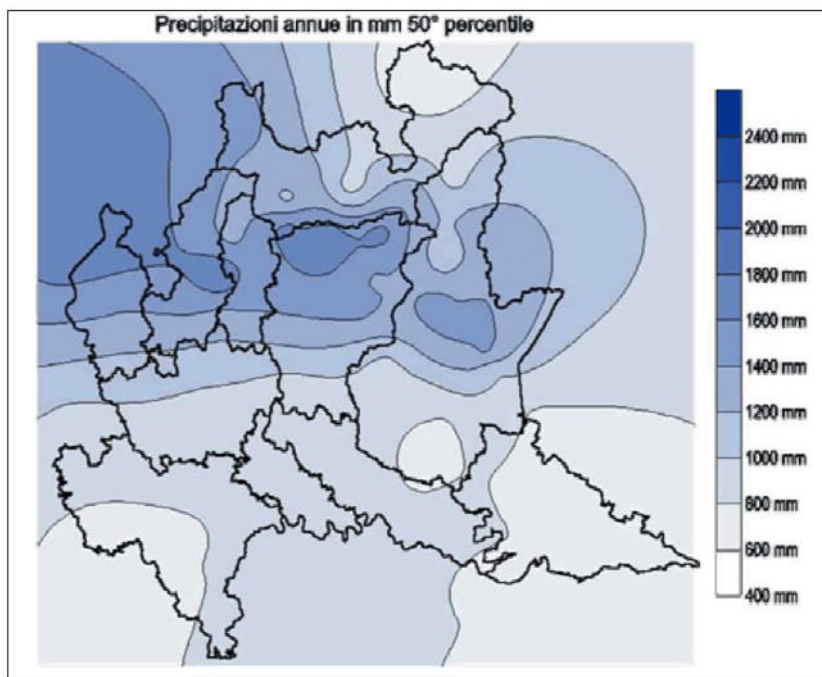 Precipitazioni annue in mm 50° percentile
2400 mm
2200 mm
2000 mm
1800 mm
1600 mm
1400 mm
1200 mm
1000 mm
800 mm
600 mm
400 mm